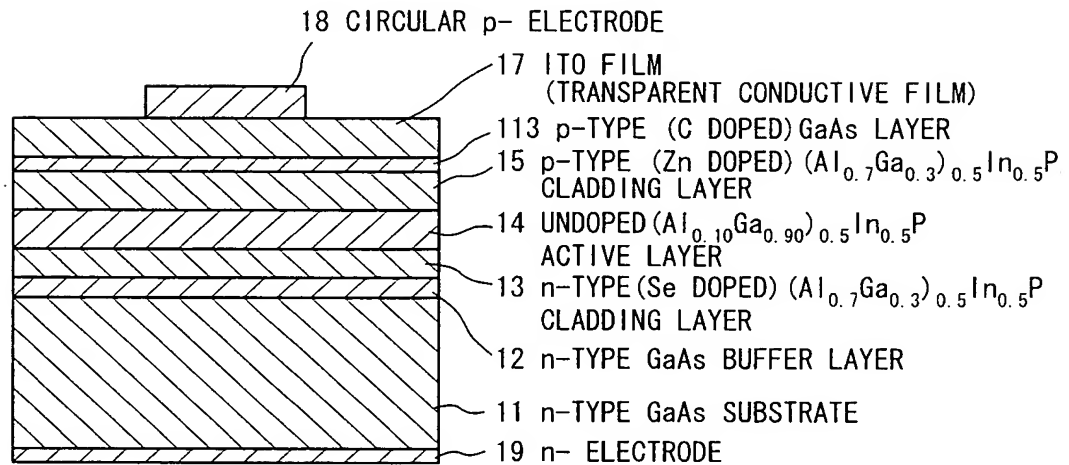 18 CIRCULAR p- ELECTRODE
17 ITO FILM
(TRANSPARENT CONDUCTIVE FILM)
113 p-TYPE (C DOPED) GaAs LAYER
15 p-TYPE (Zn DOPED) (Al0.7Ga0.3)0.5In0.5P
CLADDING LAYER
14 UNDOPED(Al0.10Ga0.90)0.5In0.5P
ACTIVE LAYER
13 n-TYPE(Se DOPED) (Al0.7Ga0.3)0.5In0.5P
CLADDING LAYER
12 n-TYPE GaAs BUFFER LAYER
11 n-TYPE GaAs SUBSTRATE
19 n- ELECTRODE